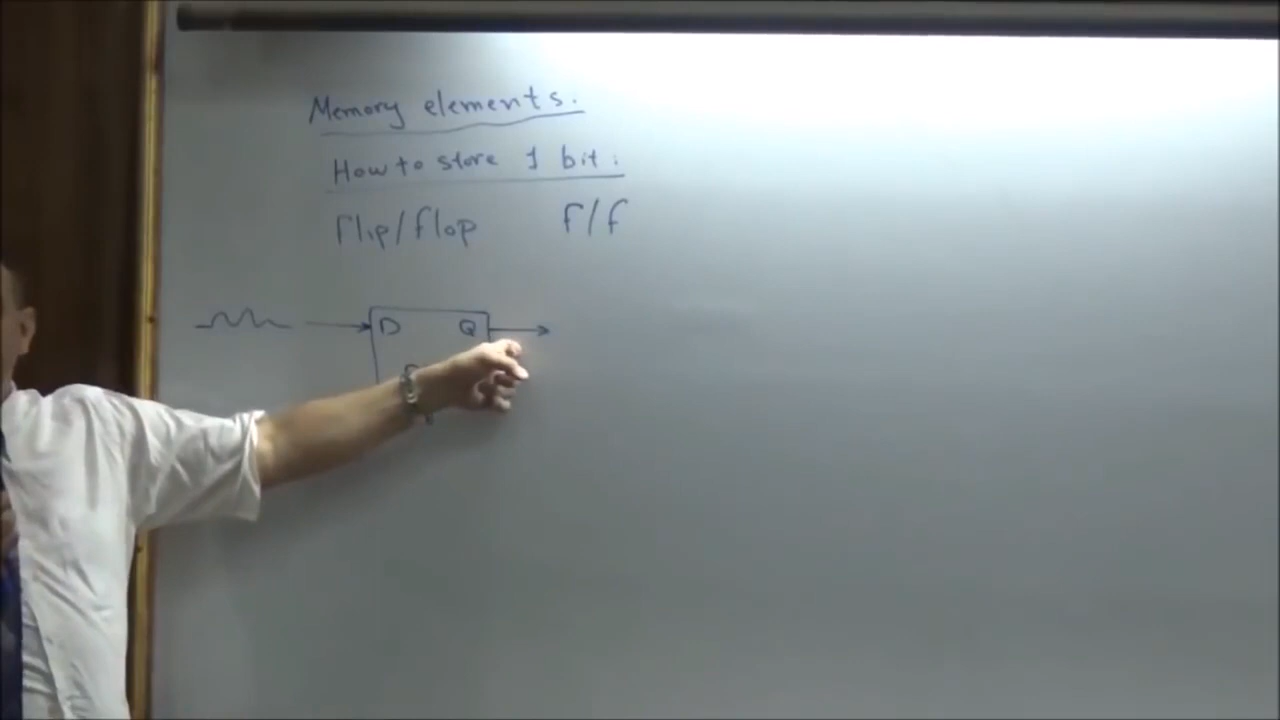 Memory elements.
How to store 1 bit:
flip/flop f/f
D Q